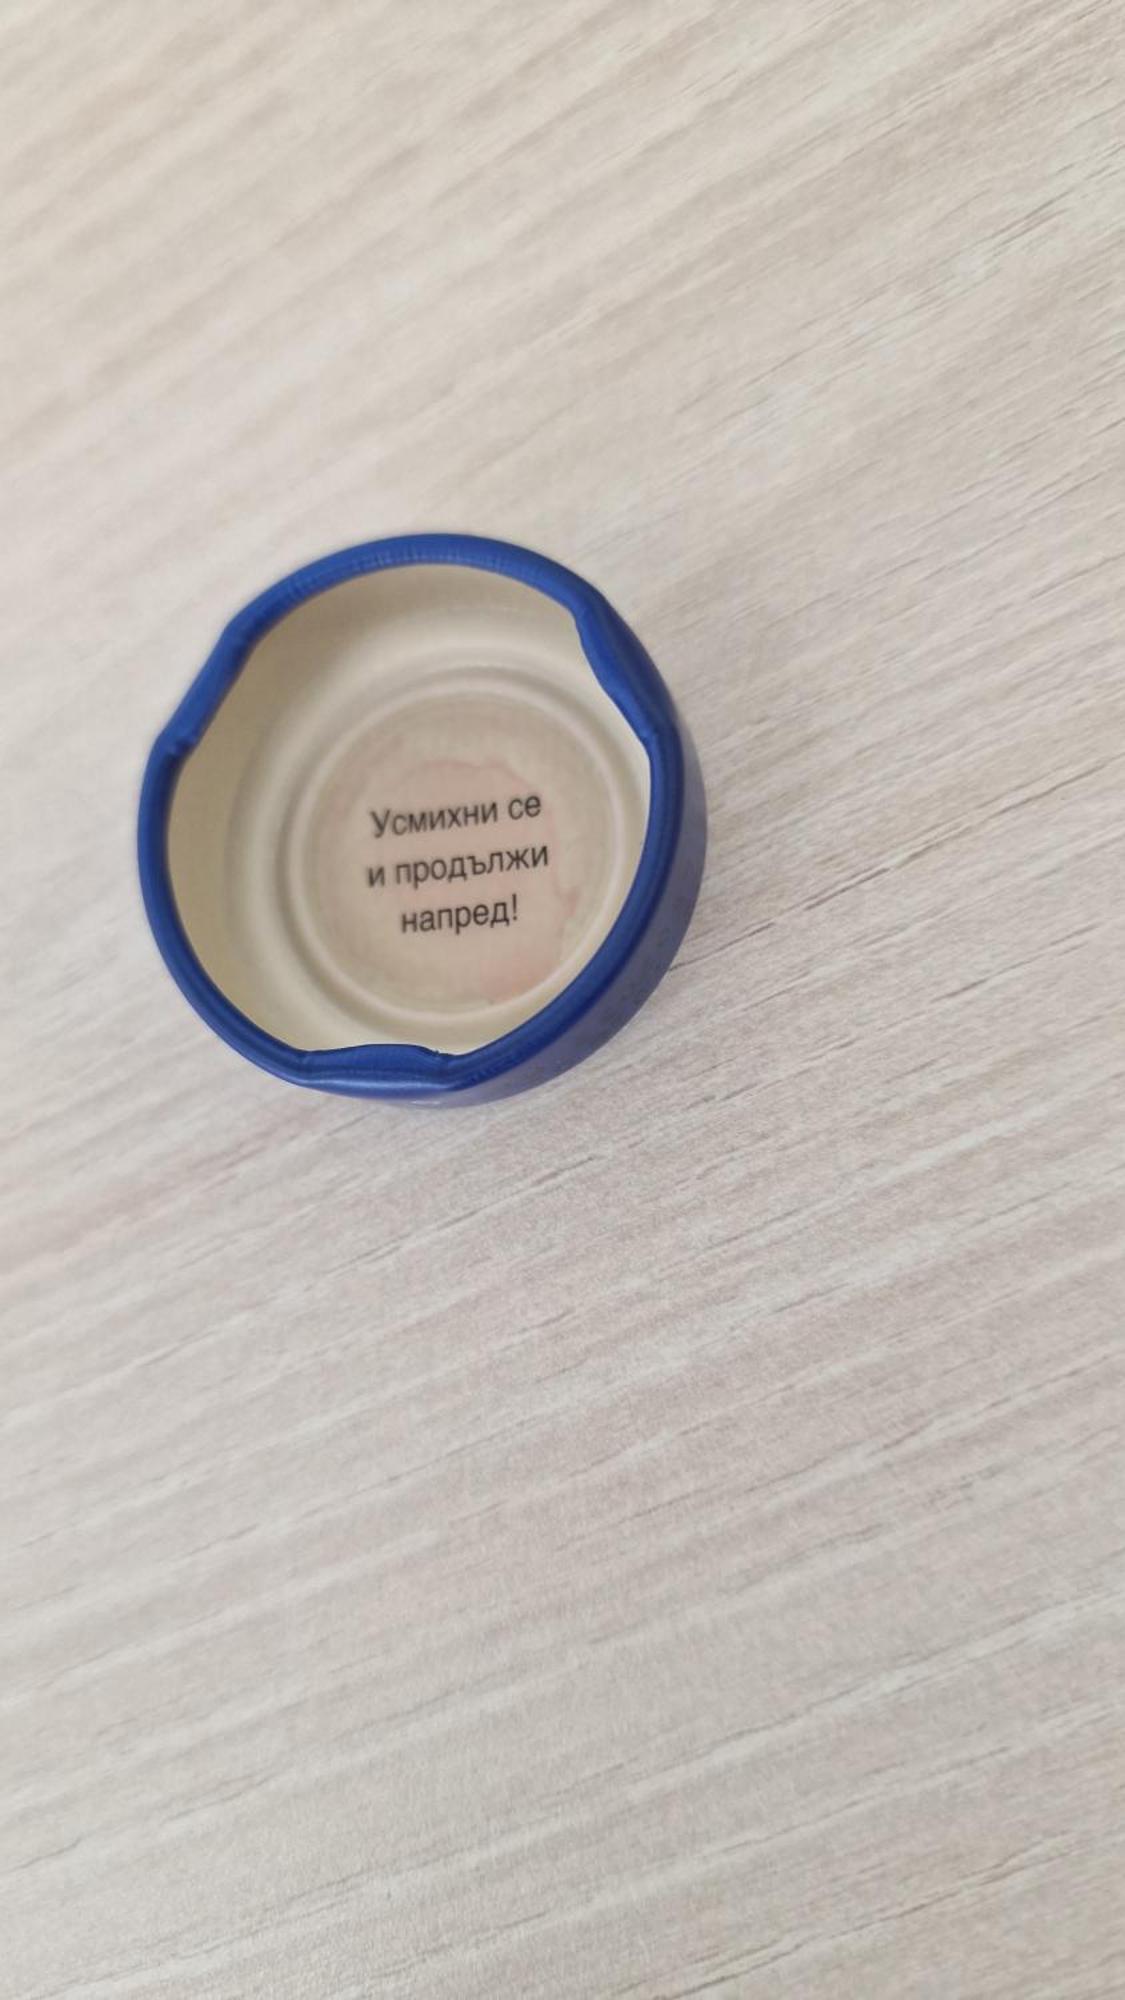 Усмихни се
и продължи
напред!